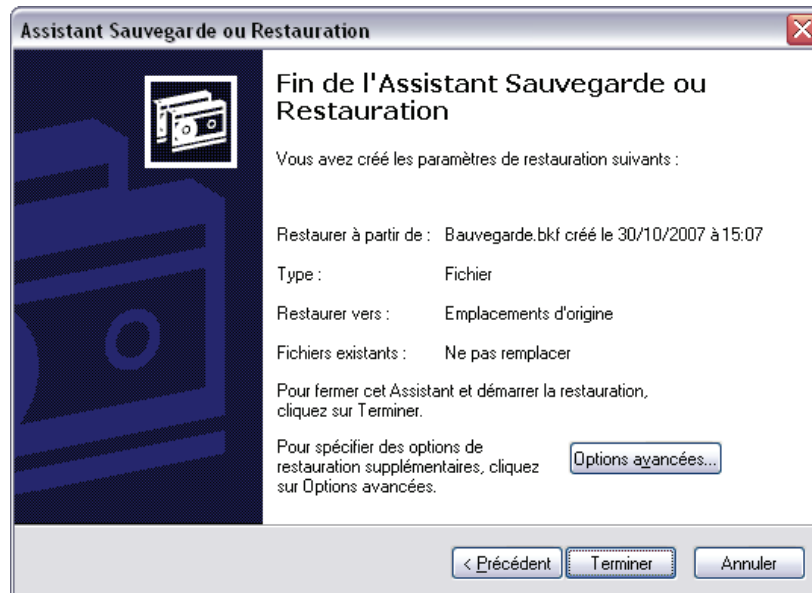 Assistant Sauvegarde ou Restauration
Fin de l'Assistant Sauvegarde ou
Restauration
Vous avez créé les paramètres de restauration suivants :
Restaurer à partir de : Bauvegarde.bkf créé le 30/10/2007 à 15:07
Type : Fichier
Restaurer vers : Emplacements d'origine
Fichiers existants : Ne pas remplacer
Pour fermer cet Assistant et démarrer la restauration,
cliquez sur Terminer.
Pour spécifier des options de
restauration supplémentaires, cliquez
sur Options avancées.
Options avancées...
< Précédent Terminer Annuler